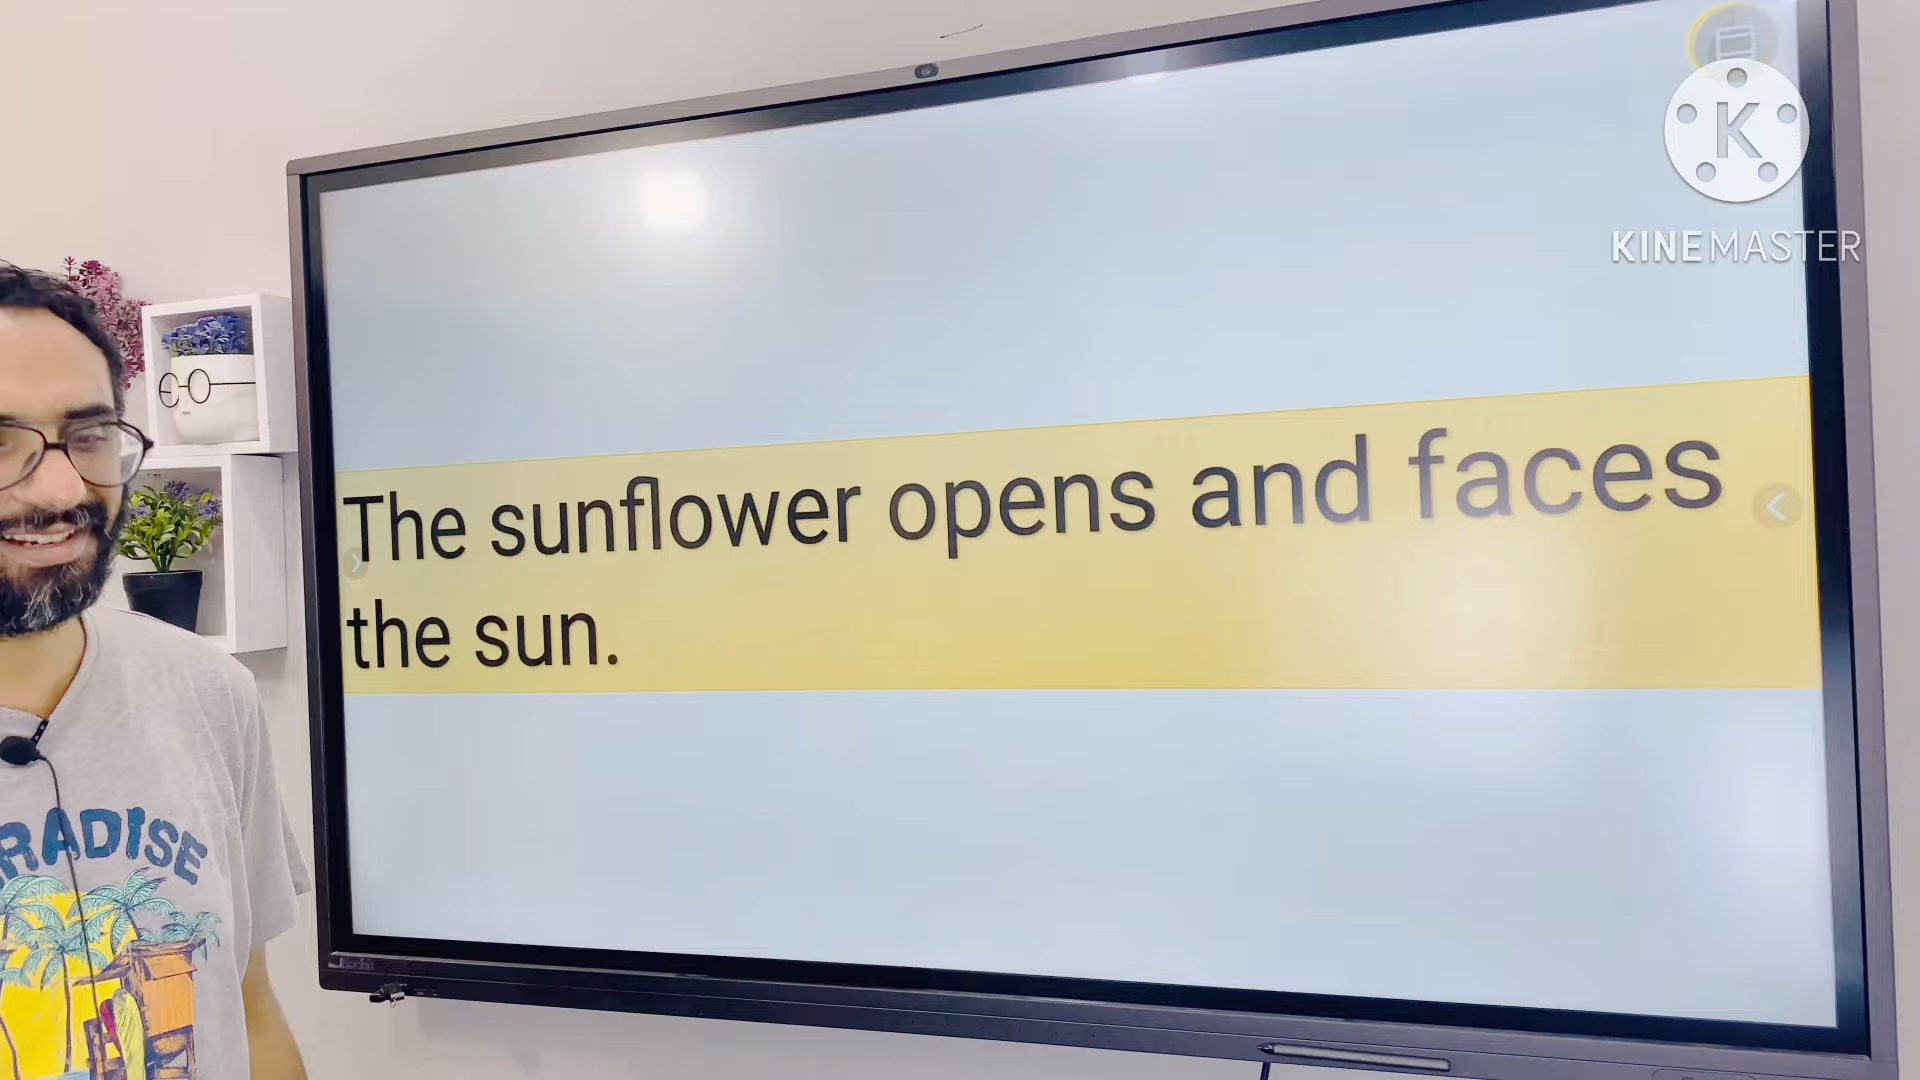 KINEMASTER
The sunflower opens and faces
the sun.
RADISE